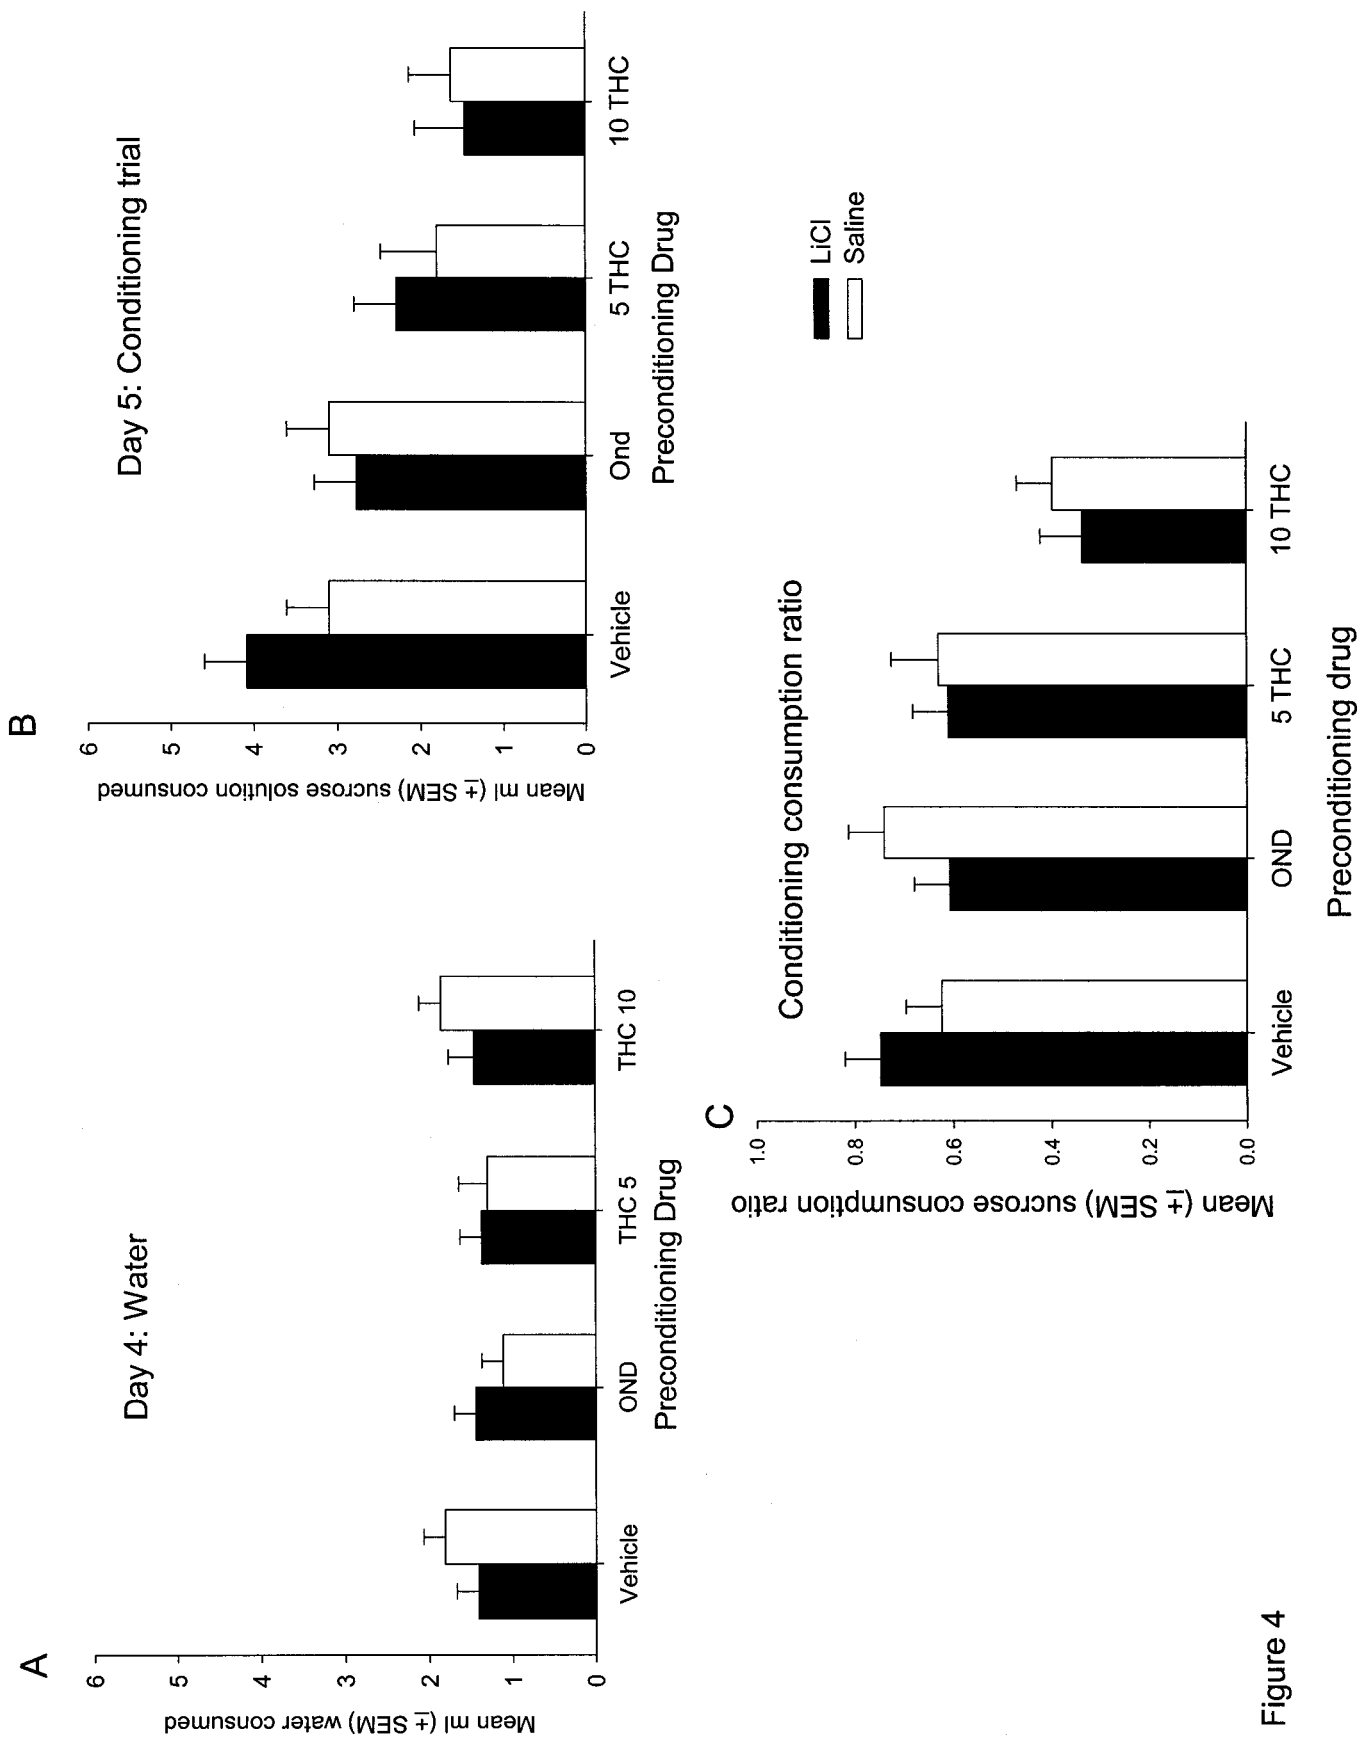 A
Day 4: Water
Mean ml (± SEM) water consumed
6
5
4
3
2
1
0
Vehicle
OND
THC 5
THC 10
Preconditioning Drug
B
Day 5: Conditioning trial
Mean ml (± SEM) sucrose solution consumed
6
5
4
3
2
1
0
Vehicle
Ond
5 THC
10 THC
Preconditioning Drug
C
Conditioning consumption ratio
Mean (± SEM) sucrose consumption ratio
1.0
0.8
0.6
0.4
0.2
0.0
Vehicle
OND
5 THC
10 THC
Preconditioning drug
LiCl
Saline
Figure 4